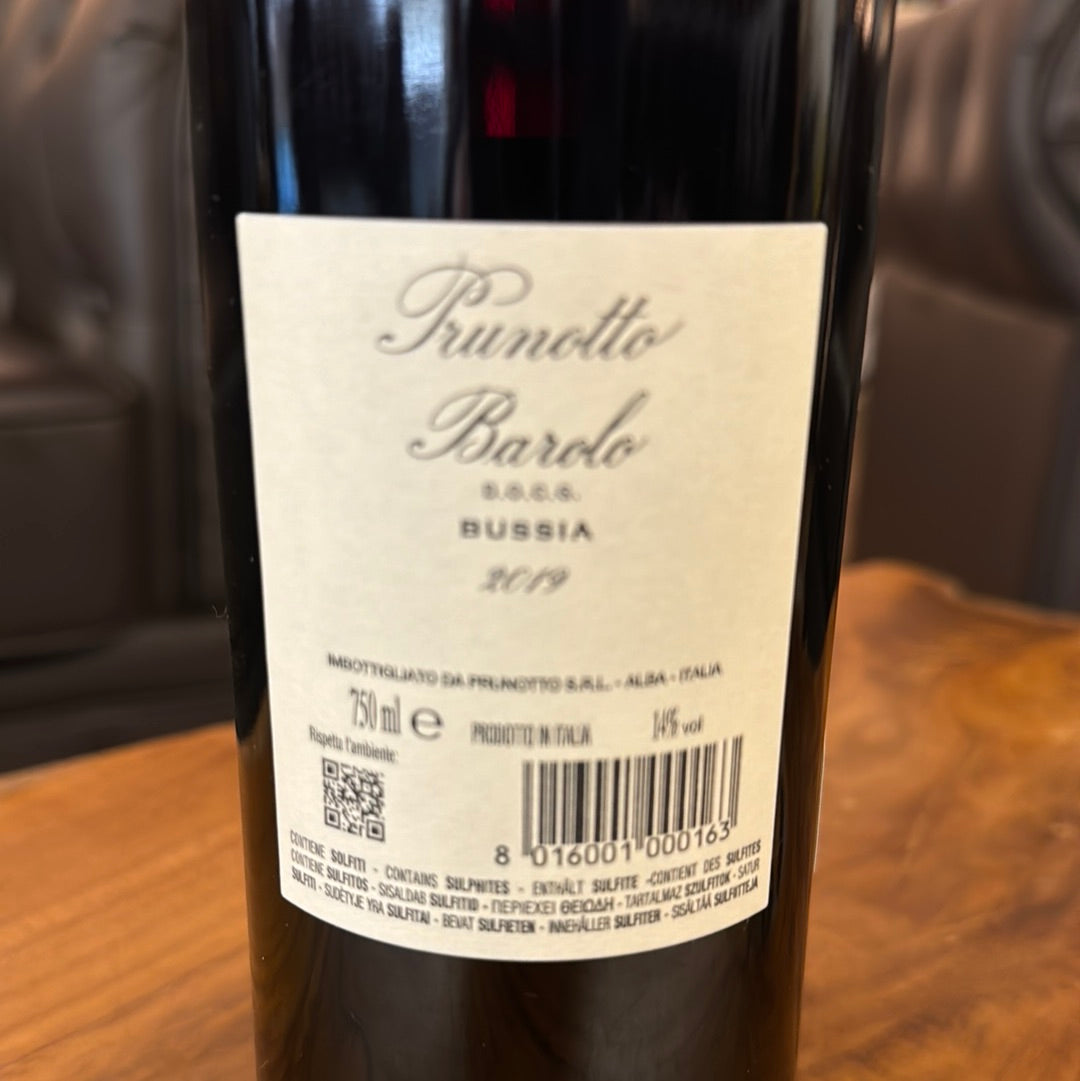 Prunotto
Barolo
D.O.C.G.
BUSSIA
2019
IMBOTTIGLIATO DA PRUNOTTO S.R.L. - ALBA - ITALIA
750 ml e PRODOTTO IN ITALIA 14% vol
Rispetta l'ambiente:
8 016001 000163
CONTIENE SOLFITI - CONTAINS SULPHITES - ENTHÄLT SULFITE -CONTIENT DES SULFITES
CONTIENE SULFITOS - SISALDAB SULFITID - ΠΕΡΙΕΧΕΙ ΘΕΙΩΔΗ - TARTALMAZ SZULFITOK - SATUR
SULFITI - SUDĖTYJE YRA SULFITAI - BEVAT SULFIETEN - INNEHÅLLER SULFITER - SISÄLTÄÄ SULFIITTEJA